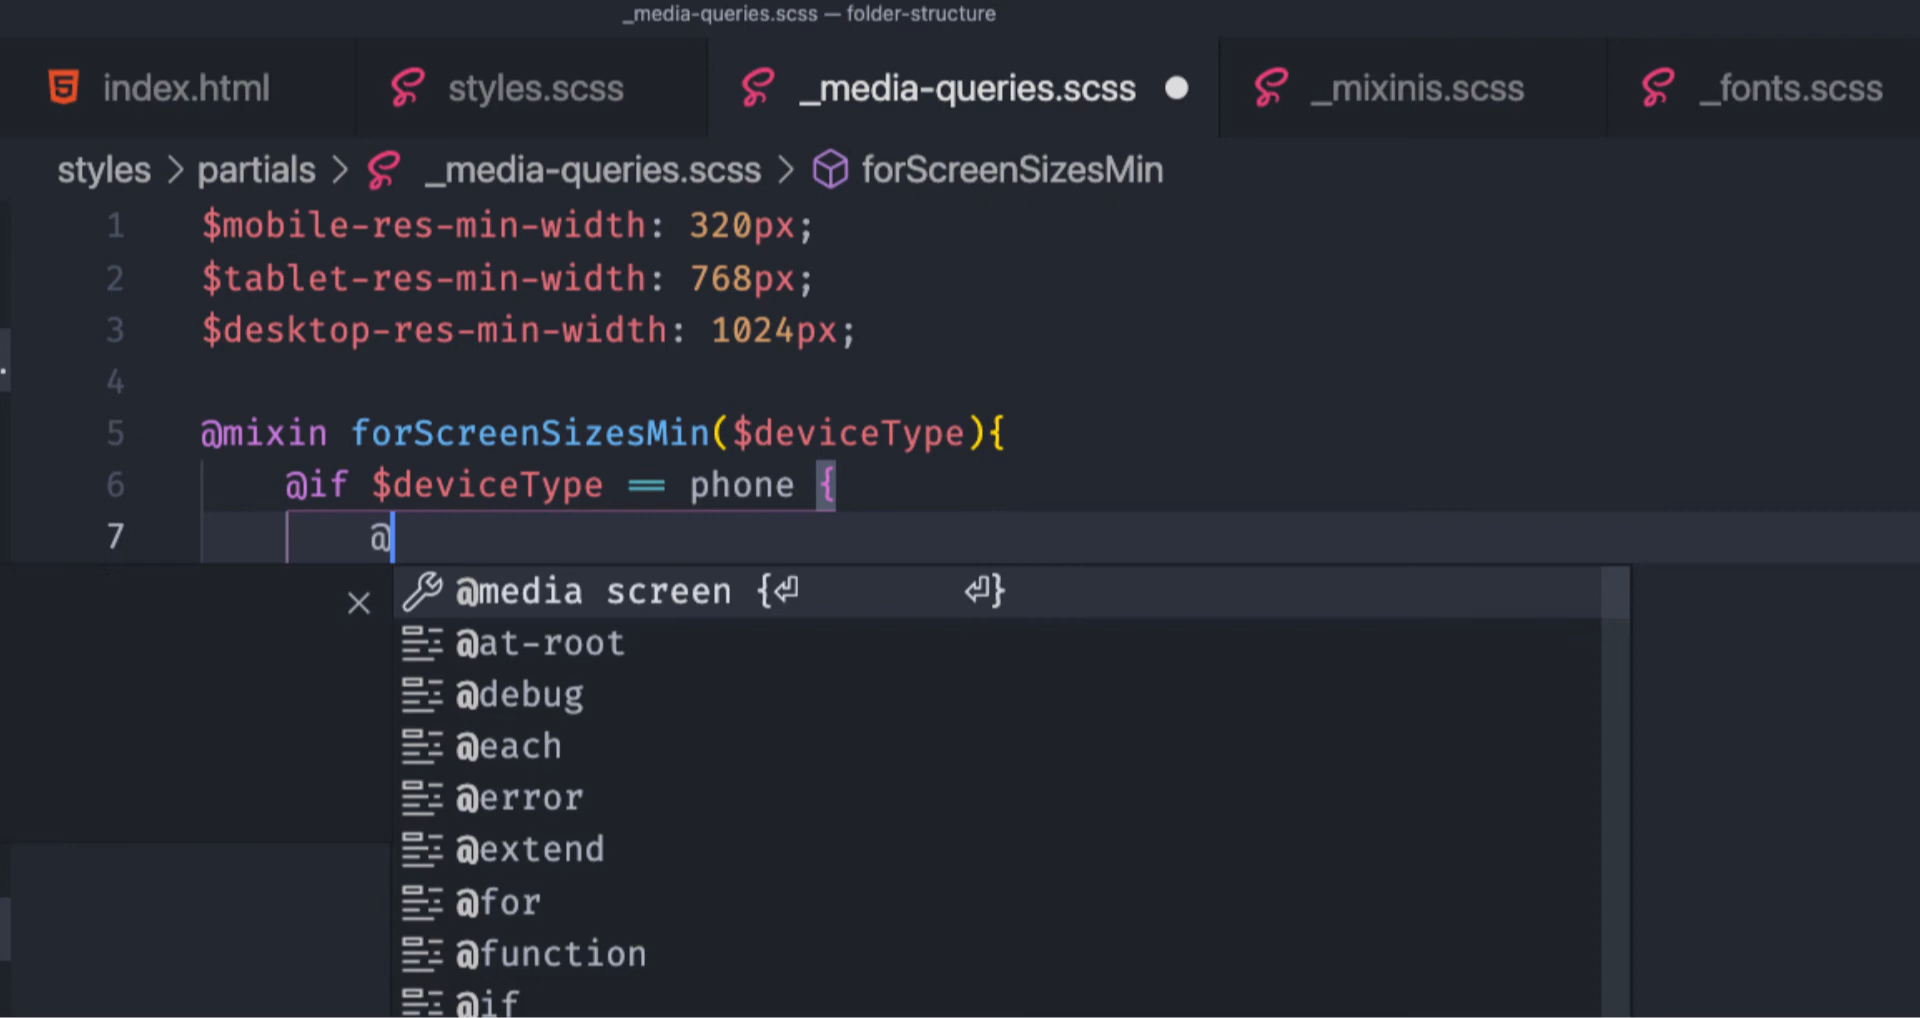 _media-queries.scss — folder-structure
index.html styles.scss _media-queries.scss _mixinis.scss _fonts.scss
styles > partials > _media-queries.scss > forScreenSizesMin
1 $mobile-res-min-width: 320px;
2 $tablet-res-min-width: 768px;
3 $desktop-res-min-width: 1024px;
4
5 @mixin forScreenSizesMin($deviceType){
6 @if $deviceType == phone {
7 @
@media screen {⏎ ⏎}
@at-root
@debug
@each
@error
@extend
@for
@function
@if